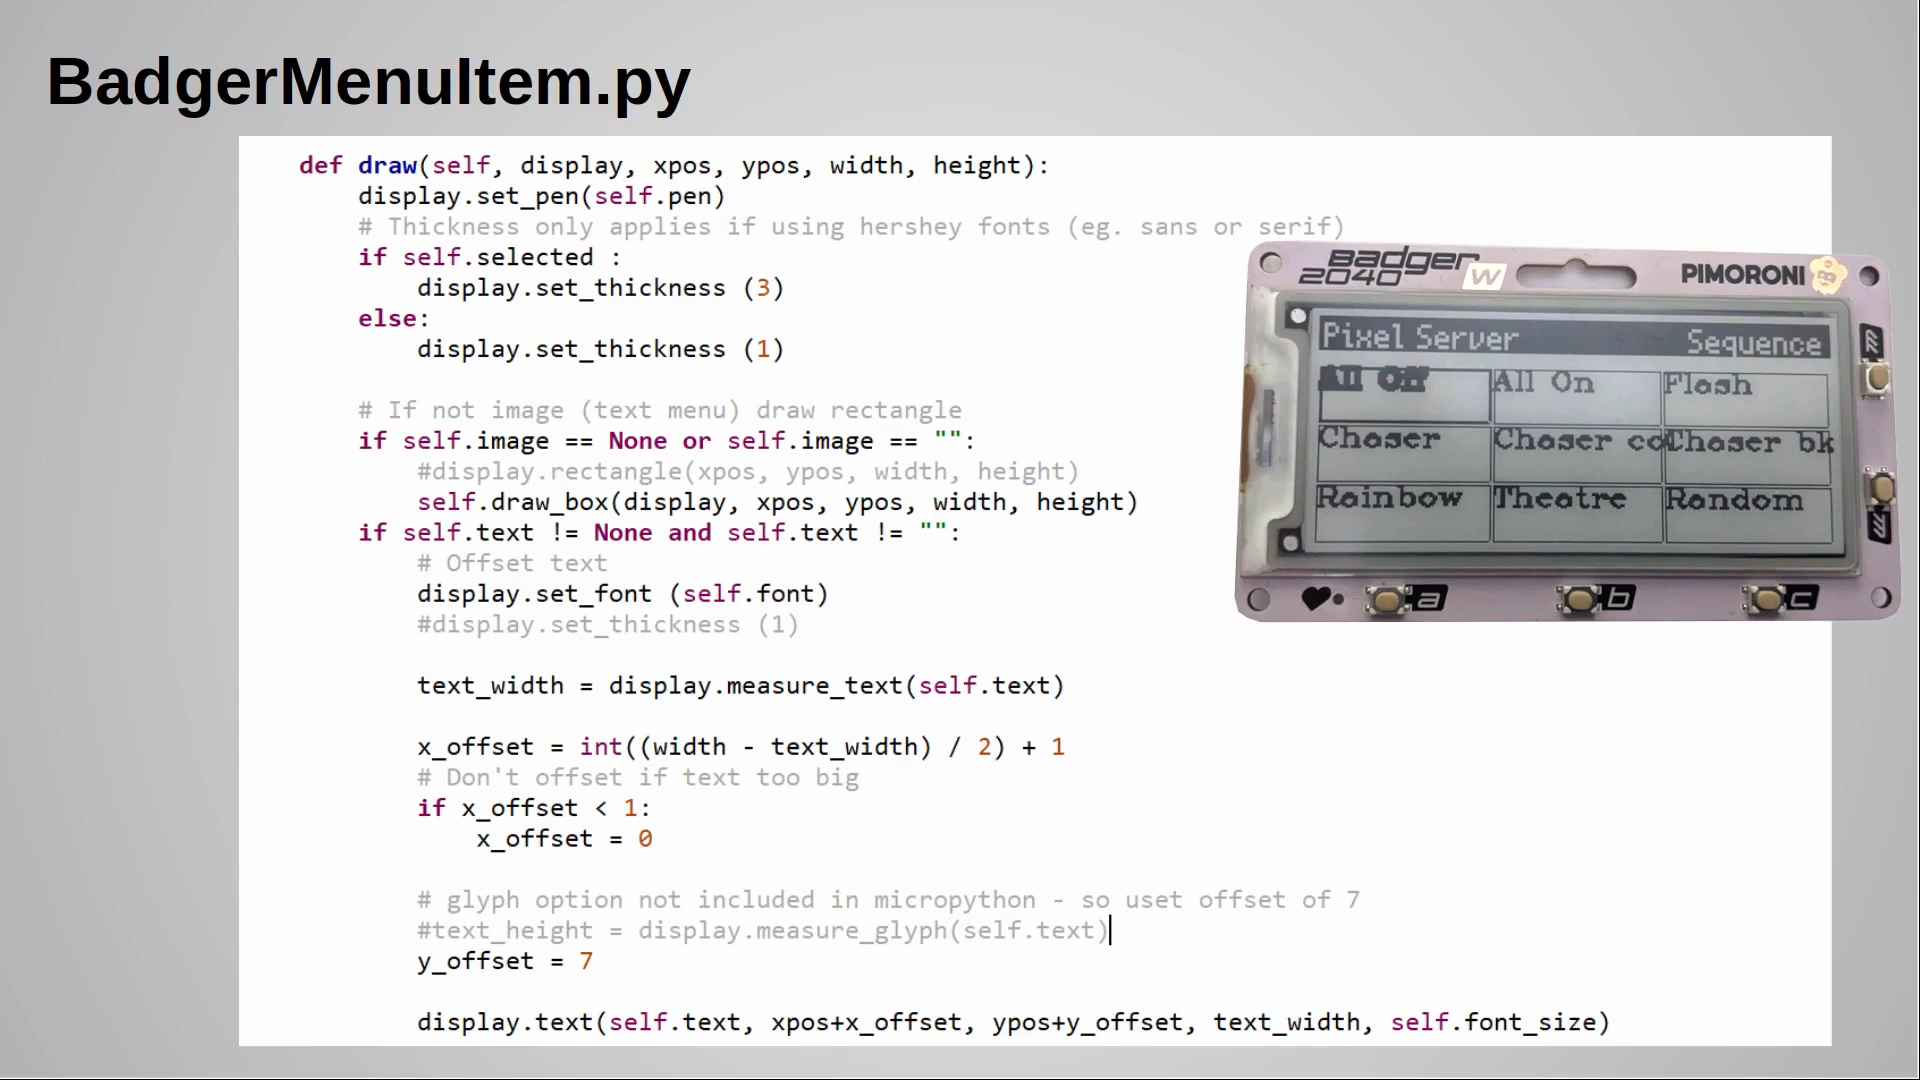 BadgerMenuItem.py
def draw(self, display, xpos, ypos, width, height):
display.set_pen(self.pen)
# Thickness only applies if using hershey fonts (eg. sans or serif)
if self.selected :
display.set_thickness (3)
else:
display.set_thickness (1)
# If not image (text menu) draw rectangle
if self.image == None or self.image == "":
#display.rectangle(xpos, ypos, width, height)
self.draw_box(display, xpos, ypos, width, height)
if self.text != None and self.text != "":
# Offset text
display.set_font (self.font)
#display.set_thickness (1)
text_width = display.measure_text(self.text)
x_offset = int((width - text_width) / 2) + 1
# Don't offset if text too big
if x_offset < 1:
x_offset = 0
# glyph option not included in micropython - so uset offset of 7
#text_height = display.measure_glyph(self.text)
y_offset = 7
display.text(self.text, xpos+x_offset, ypos+y_offset, text_width, self.font_size)
Badger
2040 W
PIMORONI
Pixel Server Sequence
All Off All On Flash
Chaser Chaser co Chaser bk
Rainbow Theatre Random
a b c